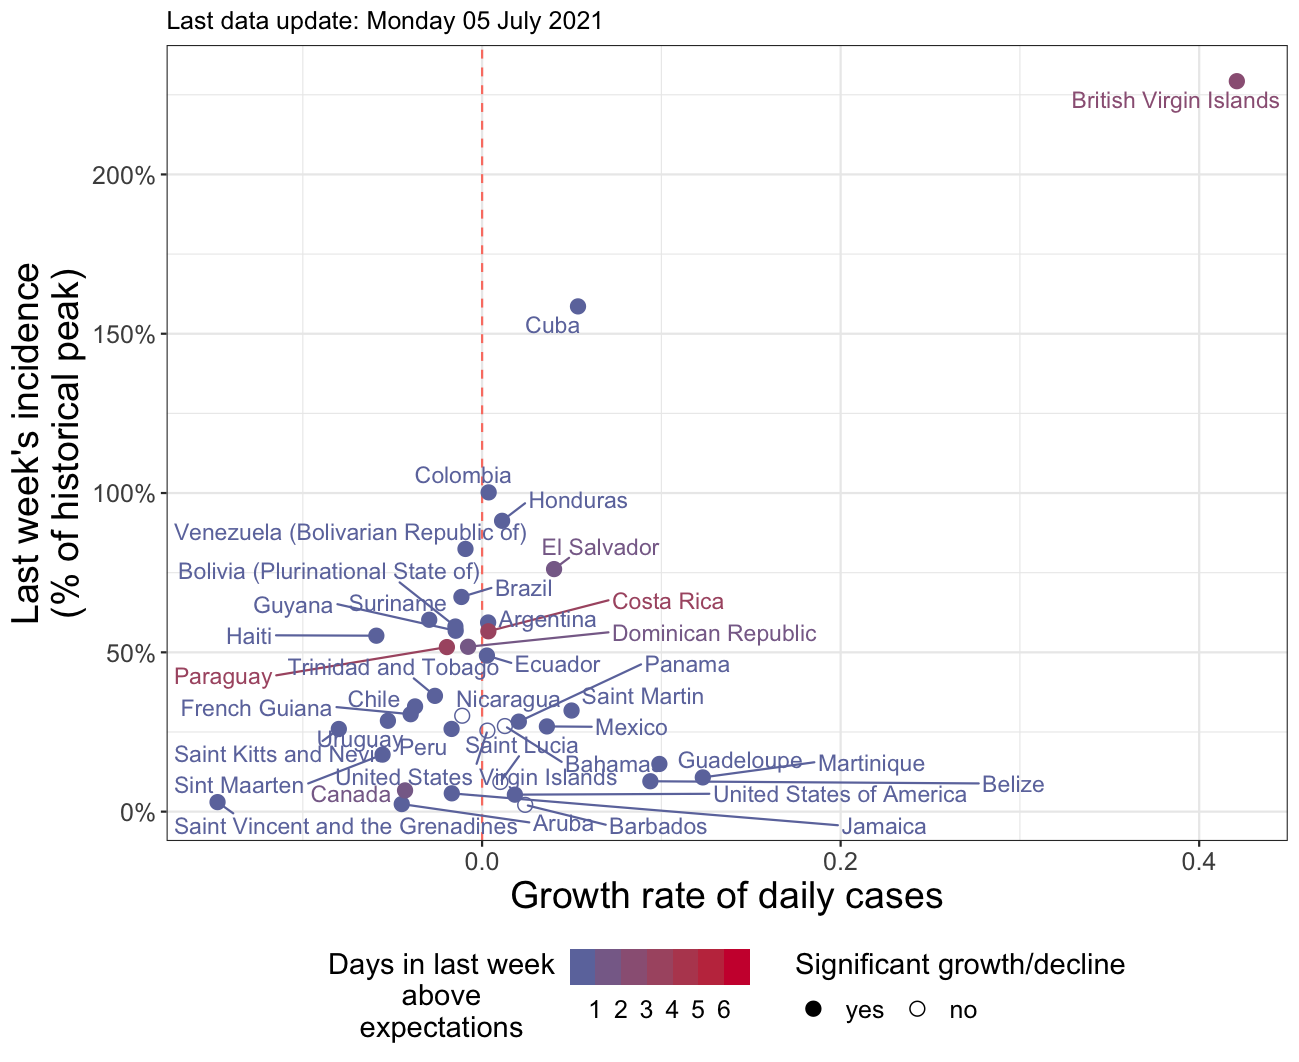 Last data update: Monday 05 July 2021
British Virgin Islands
200%
Cuba
150%
Last week's incidence
(% of historical peak)
Colombia
100%
Honduras
Venezuela (Bolivarian Republic of)
El Salvador
Bolivia (Plurinational State of)
Brazil
Guyana
Suriname
Costa Rica
Argentina
Haiti
Dominican Republic
50%
Ecuador
Panama
Trinidad and Tobago
Paraguay
Chile
Nicaragua
Saint Martin
French Guiana
Mexico
Uruguay
Peru
Saint Lucia
Saint Kitts and Nevis
Bahamas
Guadeloupe
Martinique
United States Virgin Islands
Sint Maarten
Belize
Canada
United States of America
0%
Saint Vincent and the Grenadines
Aruba
Barbados
Jamaica
0.0
0.2
0.4
Growth rate of daily cases
Days in last week
above
expectations
1 2 3 4 5 6
Significant growth/decline
yes
no